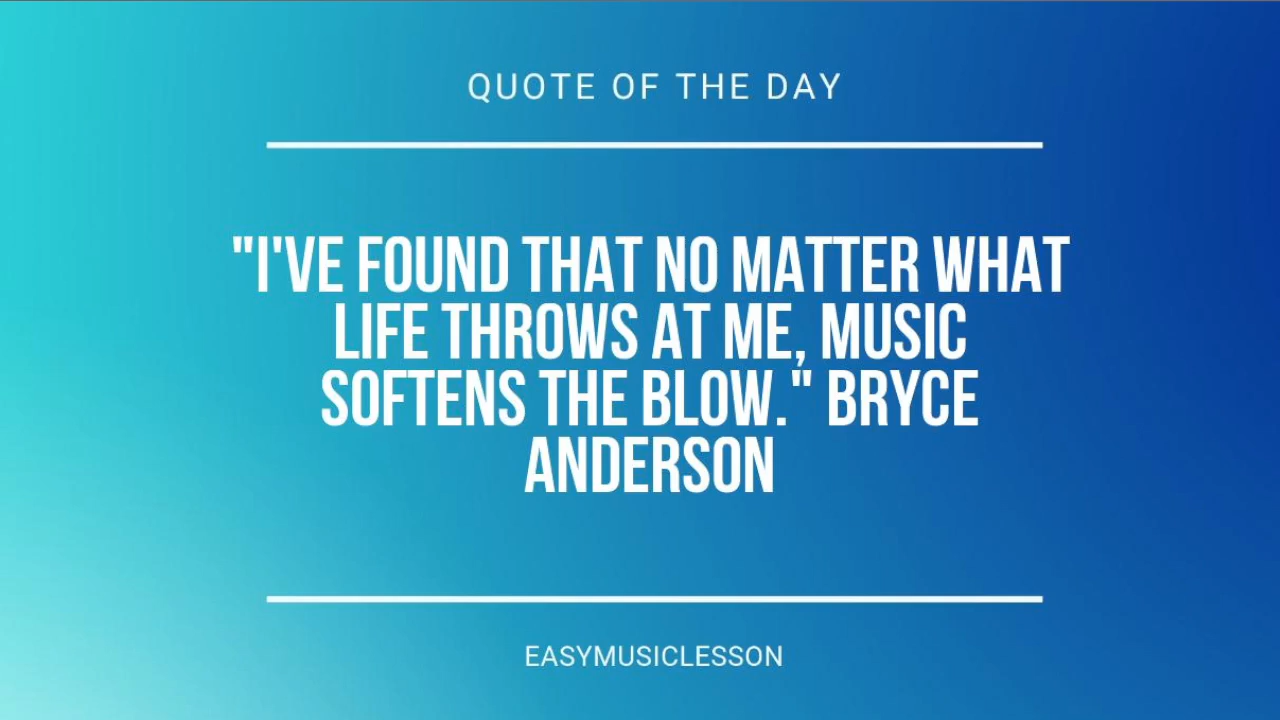 QUOTE OF THE DAY
"I'VE FOUND THAT NO MATTER WHAT
LIFE THROWS AT ME, MUSIC
SOFTENS THE BLOW." BRYCE
ANDERSON
EASYMUSICLESSON